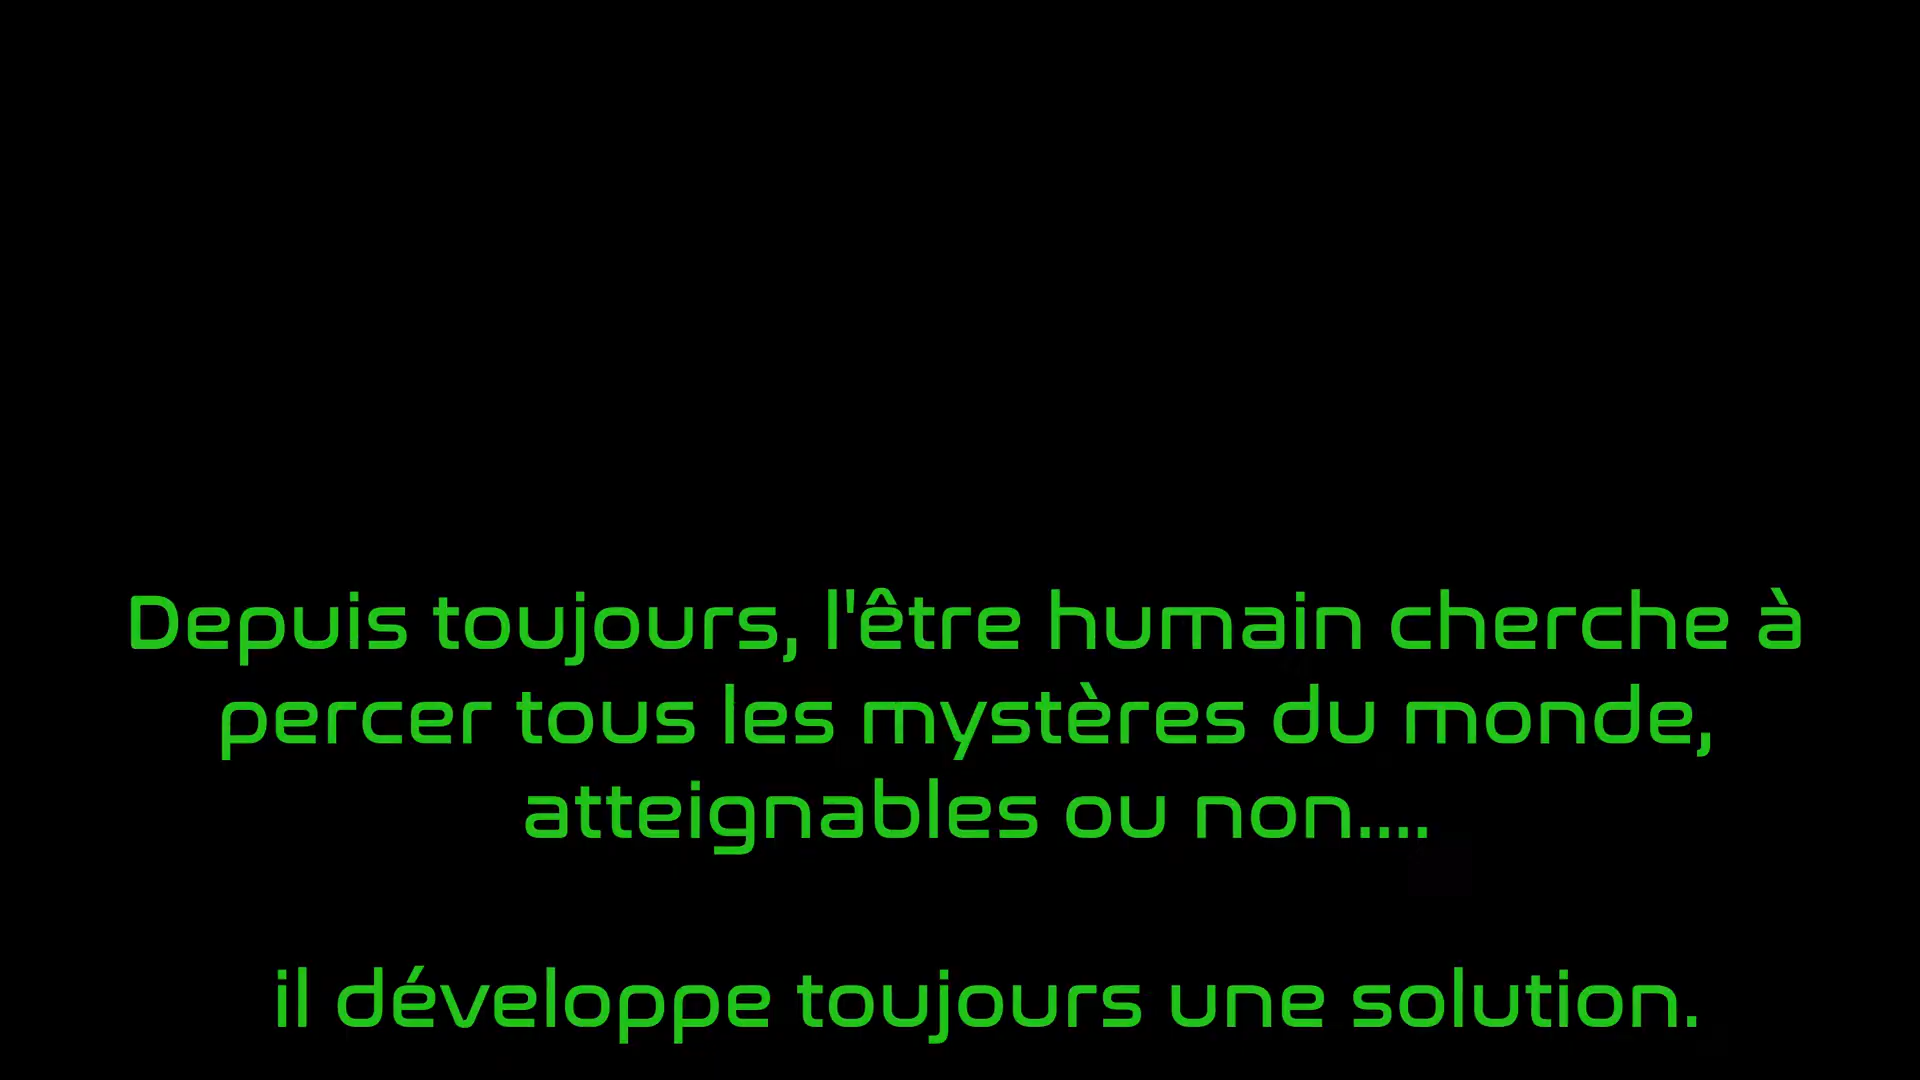 Depuis toujours, l'être humain cherche à
percer tous les mystères du monde,
atteignables ou non....
il développe toujours une solution.